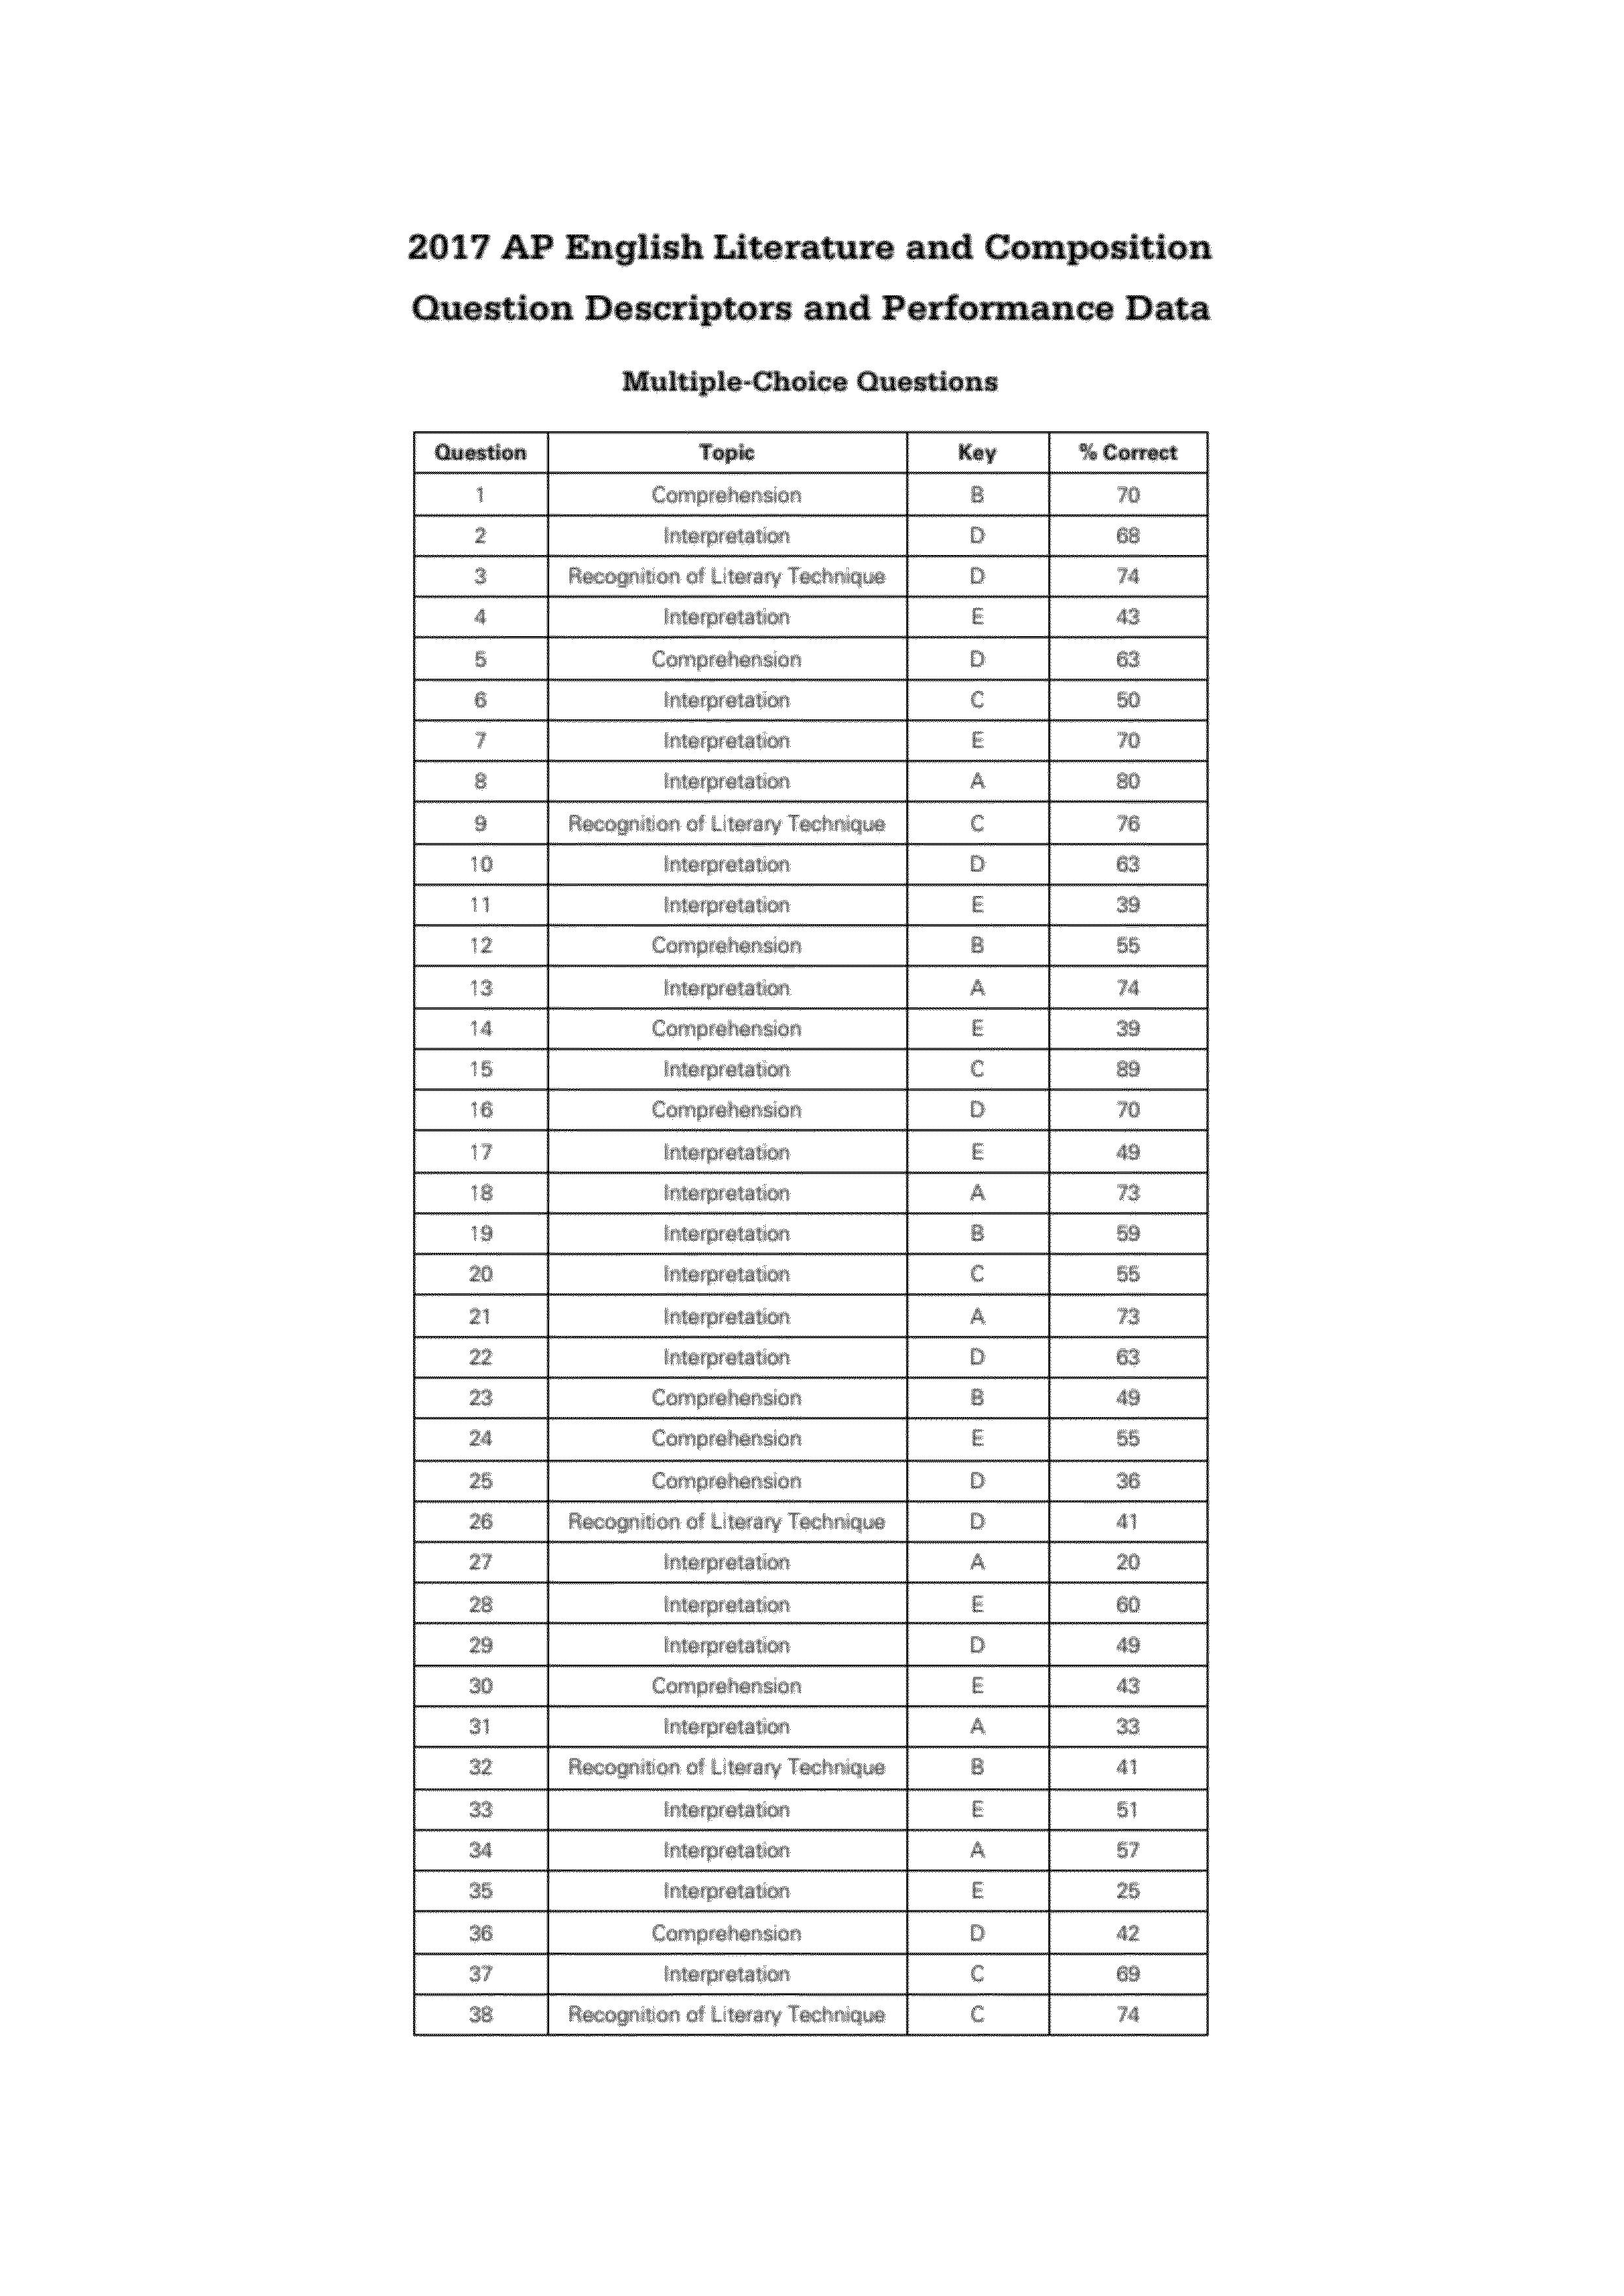 2017 AP English Literature and Composition
Question Descriptors and Performance Data
Multiple-Choice Questions
Question Topic Key % Correct
1 Comprehension B 70
2 Interpretation D 68
3 Recognition of Literary Technique D 74
4 Interpretation E 43
5 Comprehension D 63
6 Interpretation C 50
7 Interpretation E 70
8 Interpretation A 80
9 Recognition of Literary Technique C 76
10 Interpretation D 63
11 Interpretation E 39
12 Comprehension B 55
13 Interpretation A 74
14 Comprehension E 39
15 Interpretation C 89
16 Comprehension D 70
17 Interpretation E 49
18 Interpretation A 73
19 Interpretation B 59
20 Interpretation C 55
21 Interpretation A 73
22 Interpretation D 63
23 Comprehension B 49
24 Comprehension E 55
25 Comprehension D 36
26 Recognition of Literary Technique D 41
27 Interpretation A 20
28 Interpretation E 60
29 Interpretation D 49
30 Comprehension E 43
31 Interpretation A 33
32 Recognition of Literary Technique B 41
33 Interpretation E 51
34 Interpretation A 57
35 Interpretation E 25
36 Comprehension D 42
37 Interpretation C 69
38 Recognition of Literary Technique C 74